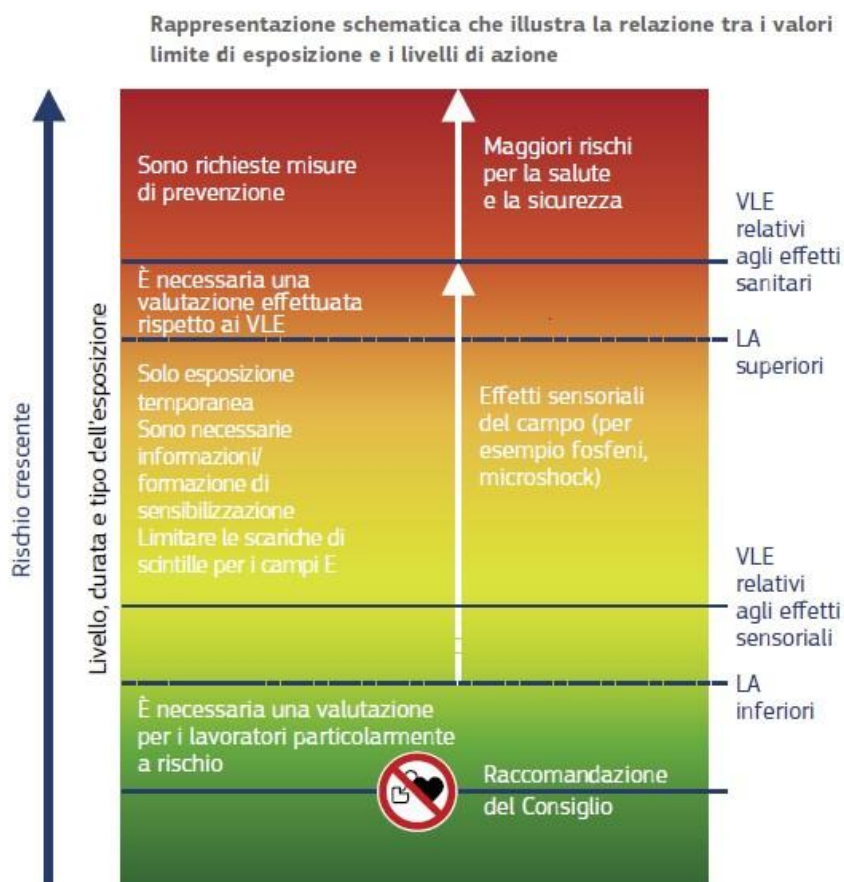 Rappresentazione schematica che illustra la relazione tra i valori
limite di esposizione e i livelli di azione
Sono richieste misure
di prevenzione
Maggiori rischi
per la salute
e la sicurezza
VLE
relativi
agli effetti
sanitari
È necessaria una
valutazione effettuata
rispetto ai VLE
LA
superiori
Solo esposizione
temporanea
Sono necessarie
informazioni/
formazione di
sensibilizzazione
Limitare le scariche di
scintille per i campi E
Effetti sensoriali
del campo (per
esempio fosfeni,
microshock)
VLE
relativi
agli effetti
sensoriali
LA
inferiori
È necessaria una valutazione
per i lavoratori particolarmente
a rischio
Raccomandazione
del Consiglio
Rischio crescente
Livello, durata e tipo dell'esposizione